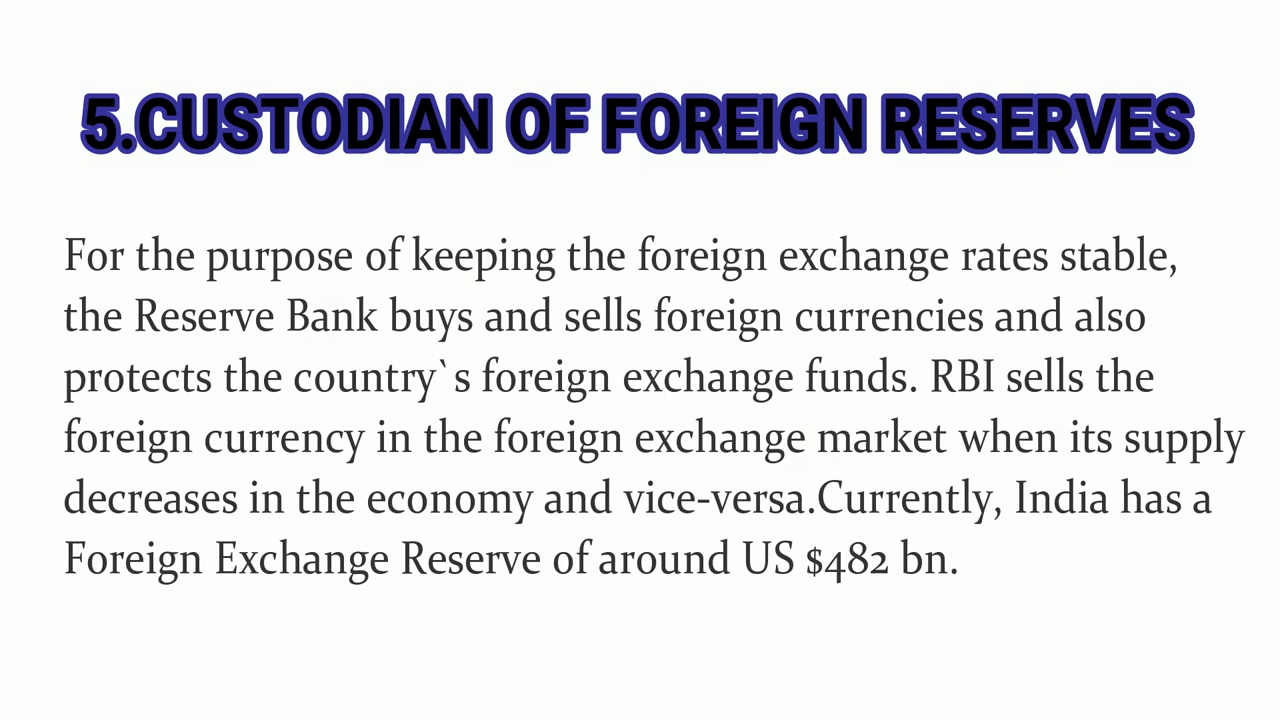 5.CUSTODIAN OF FOREIGN RESERVES
For the purpose of keeping the foreign exchange rates stable,
the Reserve Bank buys and sells foreign currencies and also
protects the country`s foreign exchange funds. RBI sells the
foreign currency in the foreign exchange market when its supply
decreases in the economy and vice-versa.Currently, India has a
Foreign Exchange Reserve of around US $482 bn.